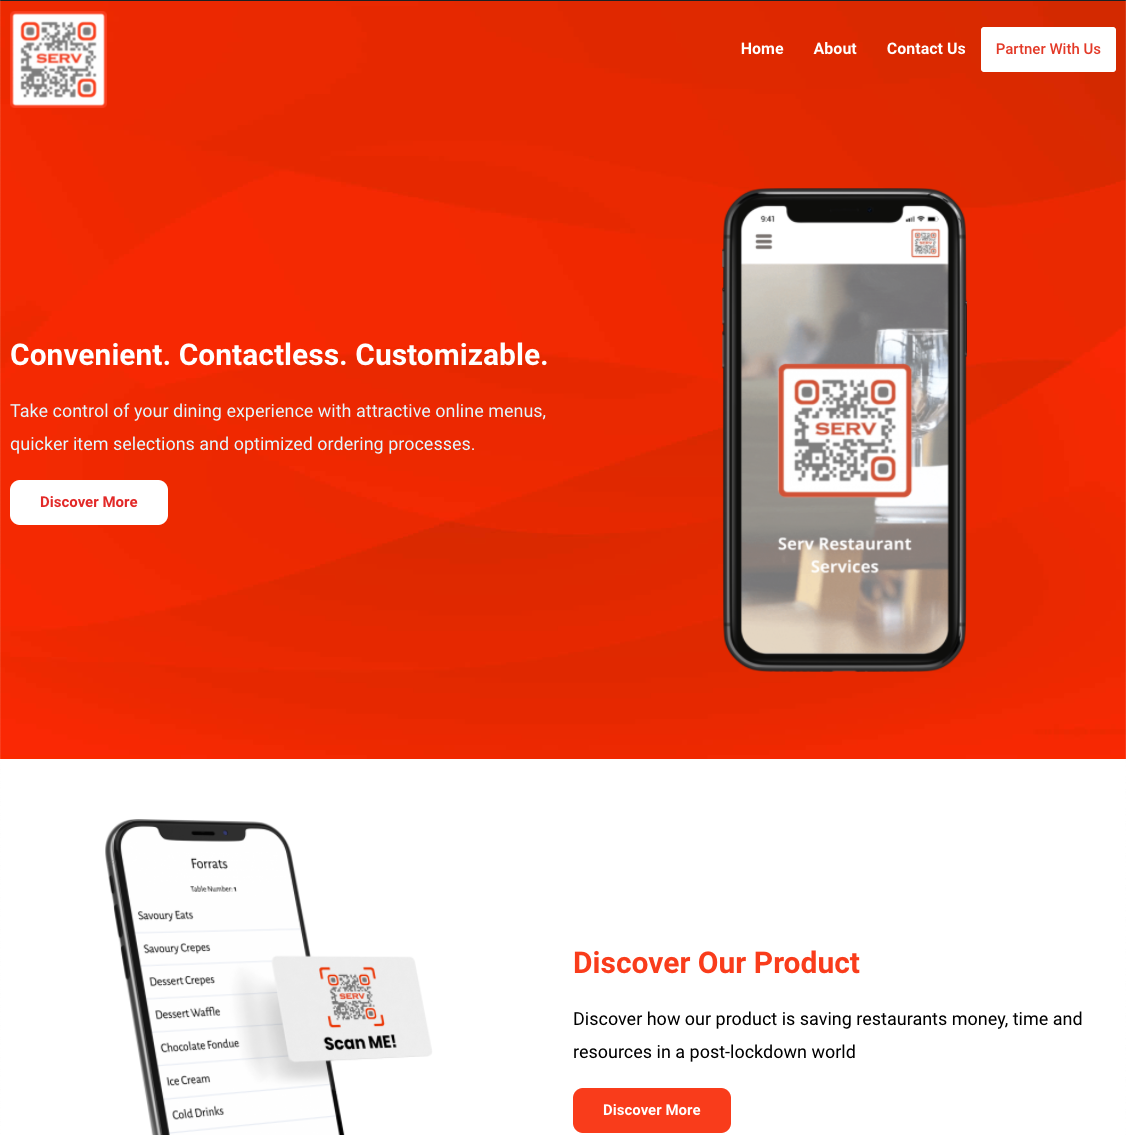 SERV
Home
About
Contact Us
Partner With Us
Convenient. Contactless. Customizable.
Take control of your dining experience with attractive online menus,
quicker item selections and optimized ordering processes.
Discover More
9:41
SERV
SERV
Serv Restaurant
Services
Forrats
Table Number: 1
Savoury Eats
Savoury Crepes
Dessert Crepes
Dessert Waffle
Chocolate Fondue
Ice Cream
Cold Drinks
SERV
Scan ME!
Discover Our Product
Discover how our product is saving restaurants money, time and
resources in a post-lockdown world
Discover More